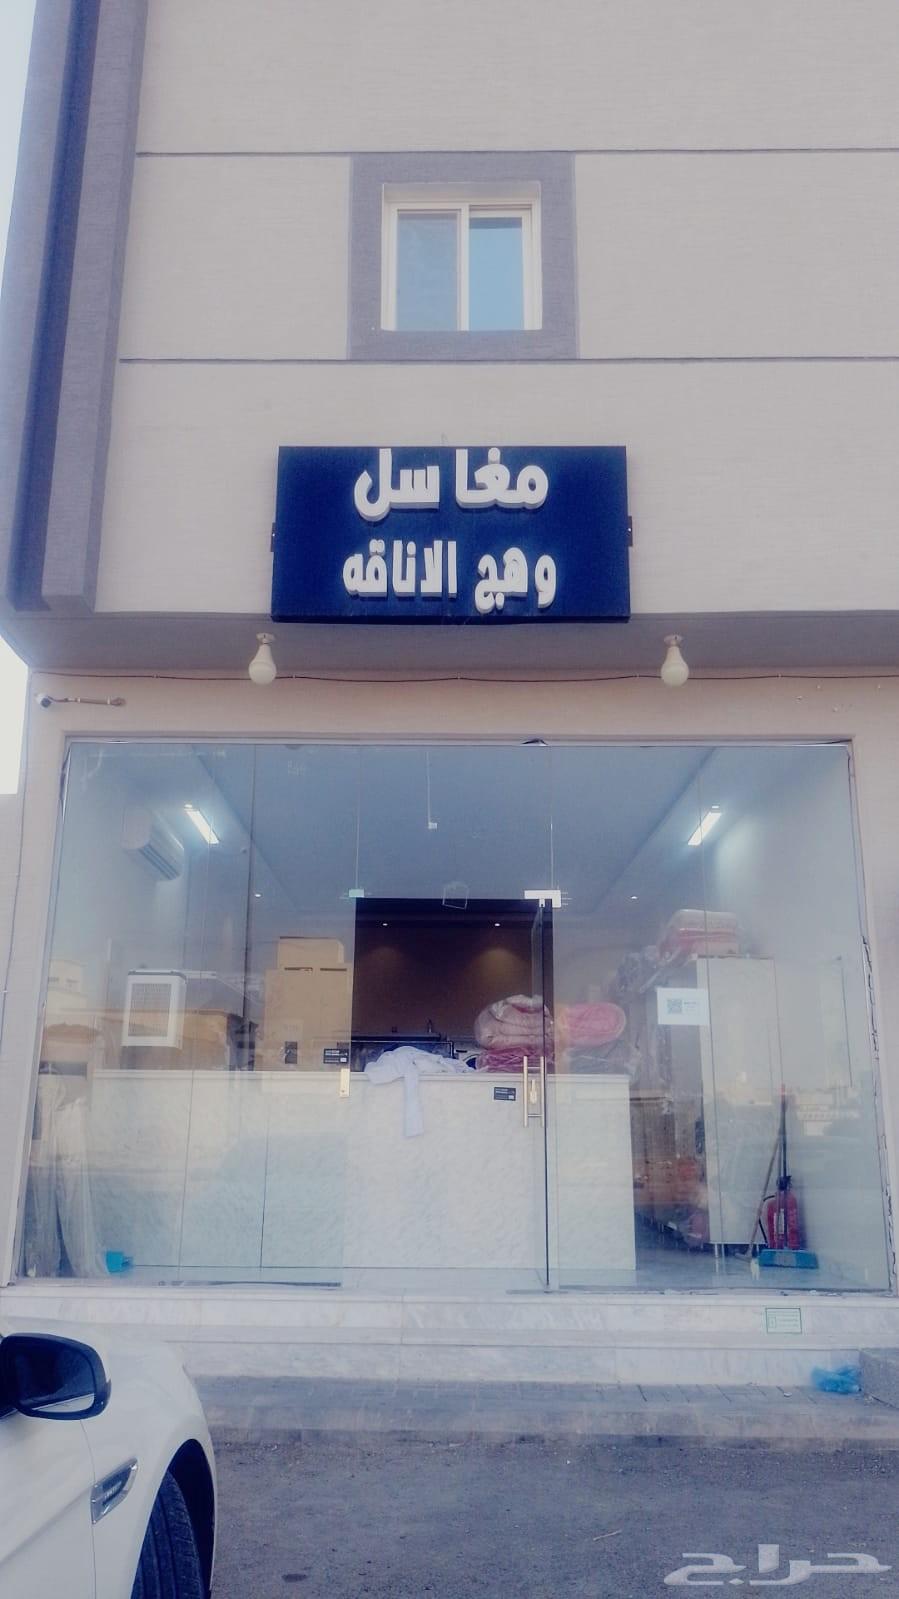 مغاسل
وهج الاناقه
حراج